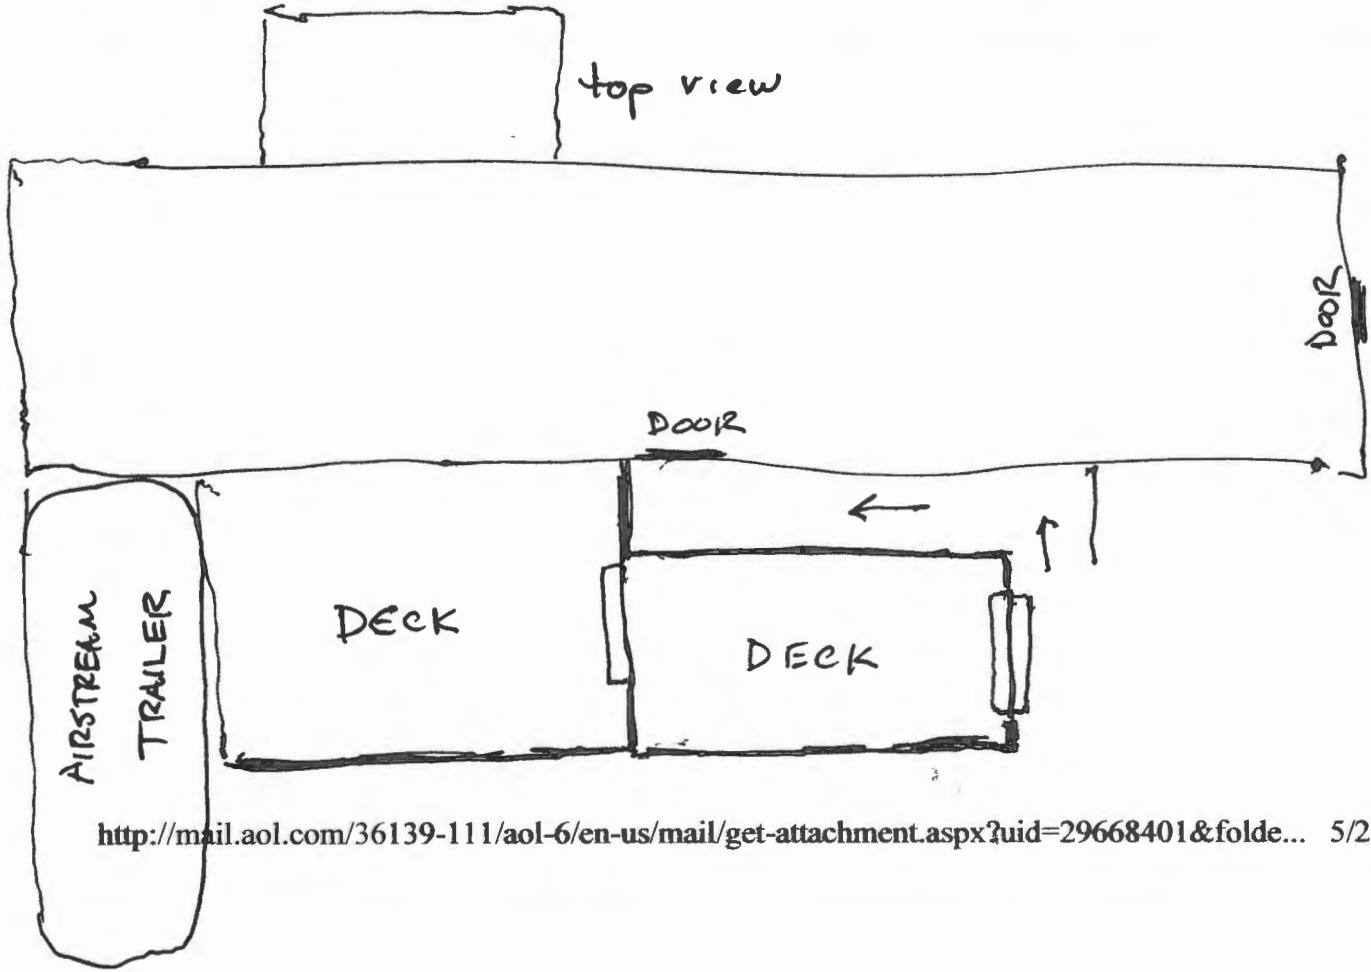 top view
DOOR
DOOR
DECK
DECK
AIRSTREAM
TRAILER
http://mail.aol.com/36139-111/aol-6/en-us/mail/get-attachment.aspx?uid=29668401&folde... 5/2